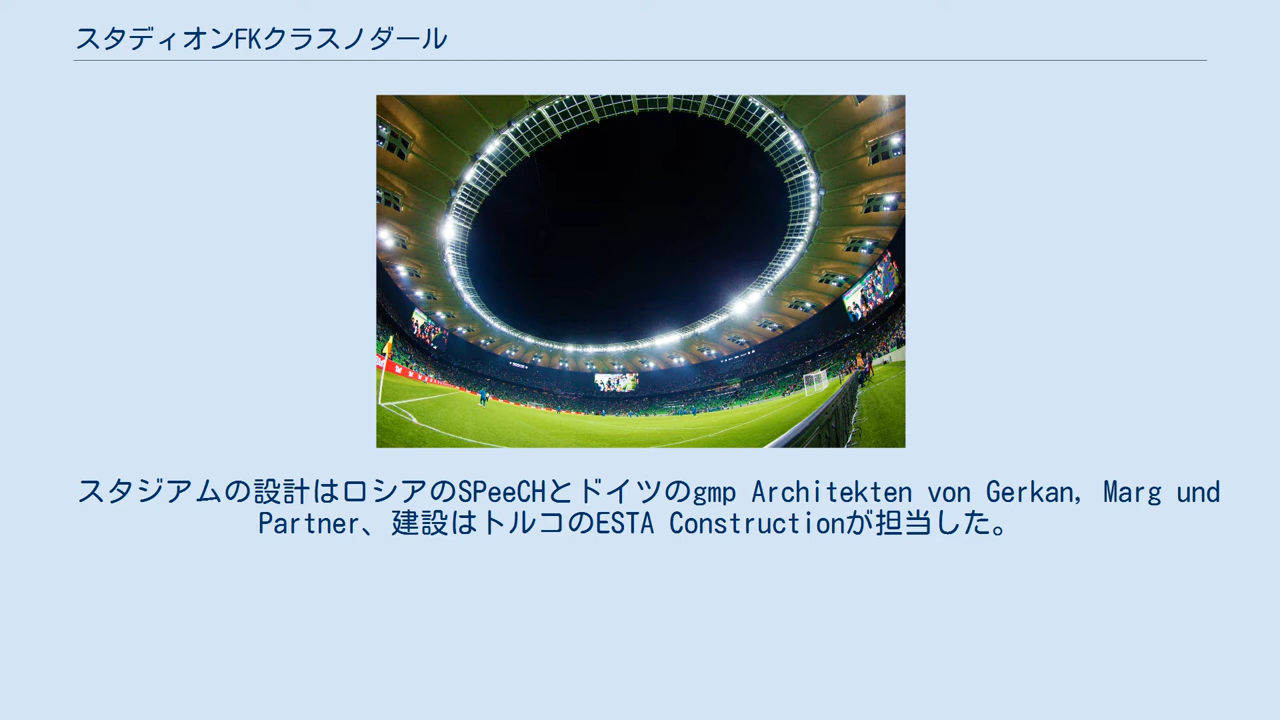 スタディオンFKクラスノダール
スタジアムの設計はロシアのSPeeCHとドイツのgmp Architekten von Gerkan, Marg und
Partner、建設はトルコのESTA Constructionが担当した。